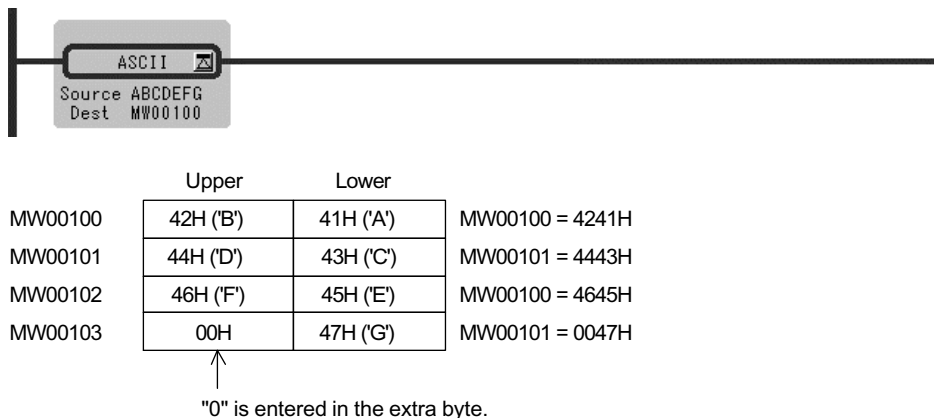 ASCII
Source ABCDEFG
Dest MW00100
Upper Lower
MW00100 42H ('B') 41H ('A') MW00100 = 4241H
MW00101 44H ('D') 43H ('C') MW00101 = 4443H
MW00102 46H ('F') 45H ('E') MW00100 = 4645H
MW00103 00H 47H ('G') MW00101 = 0047H
"0" is entered in the extra byte.